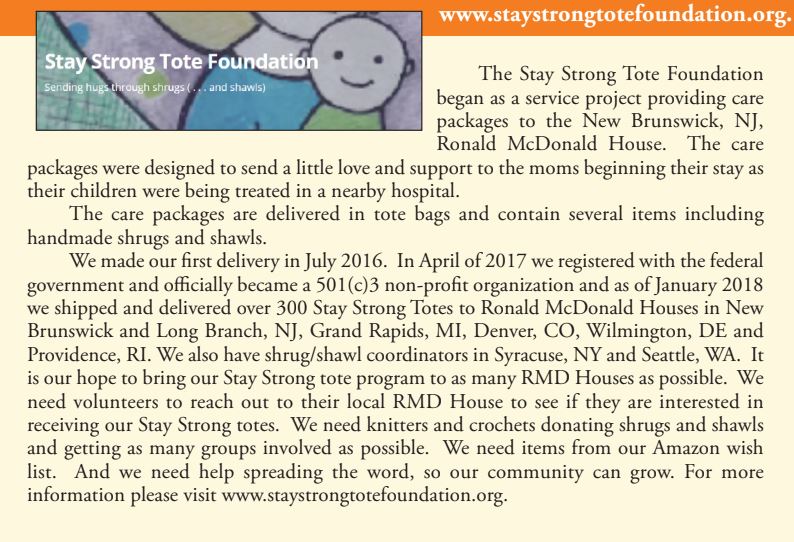 www.staystrongtotefoundation.org.
Stay Strong Tote Foundation
Sending hugs through shrugs ( . . . and shawls)
The Stay Strong Tote Foundation
began as a service project providing care
packages to the New Brunswick, NJ,
Ronald McDonald House. The care
packages were designed to send a little love and support to the moms beginning their stay as
their children were being treated in a nearby hospital.
The care packages are delivered in tote bags and contain several items including
handmade shrugs and shawls.
We made our first delivery in July 2016. In April of 2017 we registered with the federal
government and officially became a 501(c)3 non-profit organization and as of January 2018
we shipped and delivered over 300 Stay Strong Totes to Ronald McDonald Houses in New
Brunswick and Long Branch, NJ, Grand Rapids, MI, Denver, CO, Wilmington, DE and
Providence, RI. We also have shrug/shawl coordinators in Syracuse, NY and Seattle, WA. It
is our hope to bring our Stay Strong tote program to as many RMD Houses as possible. We
need volunteers to reach out to their local RMD House to see if they are interested in
receiving our Stay Strong totes. We need knitters and crochets donating shrugs and shawls
and getting as many groups involved as possible. We need items from our Amazon wish
list. And we need help spreading the word, so our community can grow. For more
information please visit www.staystrongtotefoundation.org.